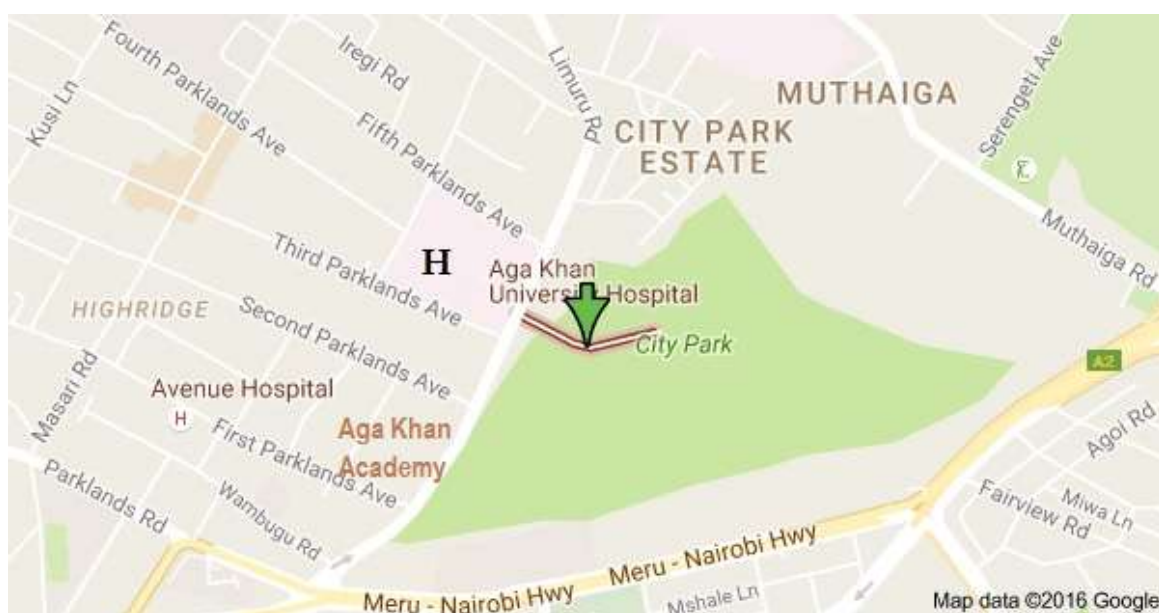 Fourth Parklands Ave
Iregi Rd
Limuru Rd
Kusi Ln
Fifth Parklands Ave
MUTHAIGA
Serengeti Ave
CITY PARK
ESTATE
Muthaiga Rd
H
Aga Khan
University Hospital
Third Parklands Ave
HIGHRIDGE
Second Parklands Ave
City Park
A2
Masari Rd
Avenue Hospital
H
First Parklands Ave
Aga Khan
Academy
Agoi Rd
Parklands Rd
Wambugu Rd
Miwa Ln
Fairview Rd
Meru - Nairobi Hwy
Meru - Nairobi Hwy
Mshale Ln
Map data ©2016 Google